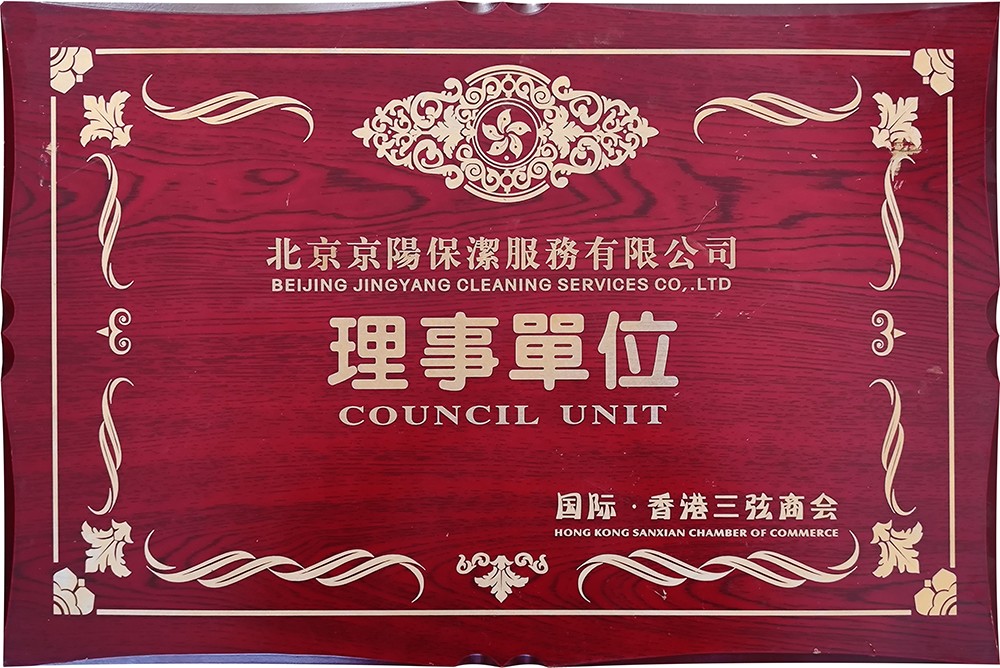 北京京陽保潔服務有限公司
BEIJING JINGYANG CLEANING SERVICES CO,.LTD
理事單位
COUNCIL UNIT
国际·香港三弦商会
HONG KONG SANXIAN CHAMBER OF COMMERCE